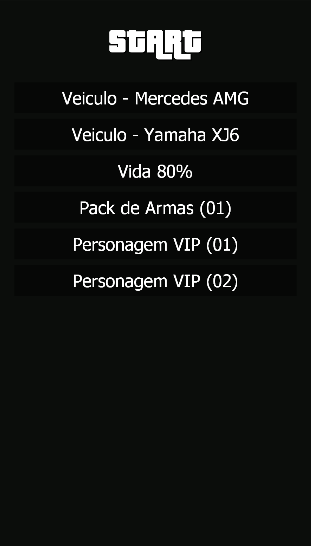 START
Veiculo - Mercedes AMG
Veiculo - Yamaha XJ6
Vida 80%
Pack de Armas (01)
Personagem VIP (01)
Personagem VIP (02)